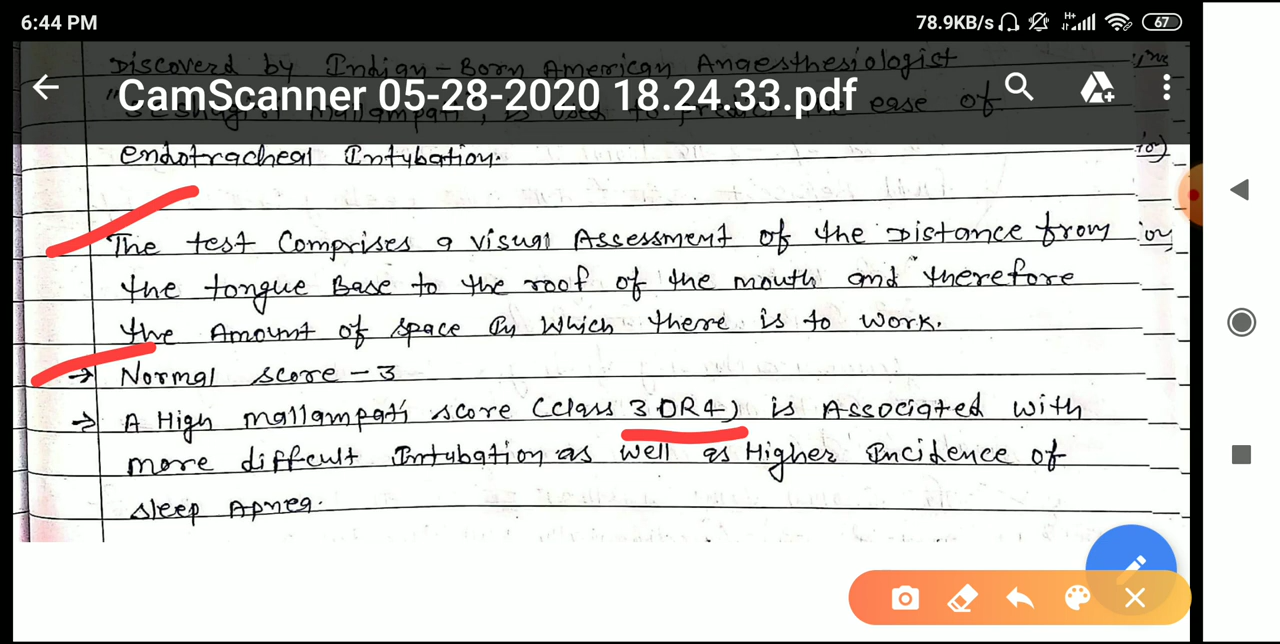 6:44 PM
78.9KB/s H+ 67
Discoverd by Indian-Born American Anaesthesiologist
CamScanner 05-28-2020 18.24.33.pdf
ease of
endotracheal Intubation.
The test Comprises a visual Assessment of the Distance from
the tongue Base to the roof of the mouth and therefore
the Amount of space in which there is to work.
→ Normal score - 3
→ A High mallampati score (class 3 OR 4) is Associated with
more diffcult Intubation as well as Higher Incidence of
sleep Apnea.